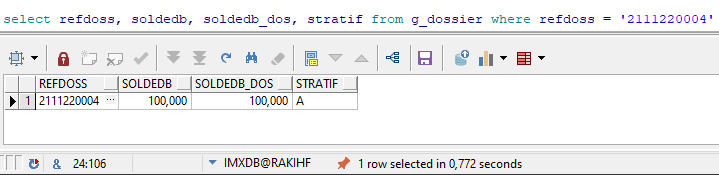 select refdoss, soldedb, soldedb_dos, stratif from g_dossier where refdoss = '2111220004'
REFDOSS SOLDEDB SOLDEDB_DOS STRATIF
1 2111220004 ... 100,000 100,000 A
& 24:106 IMXDB@RAKIHF 1 row selected in 0,772 seconds